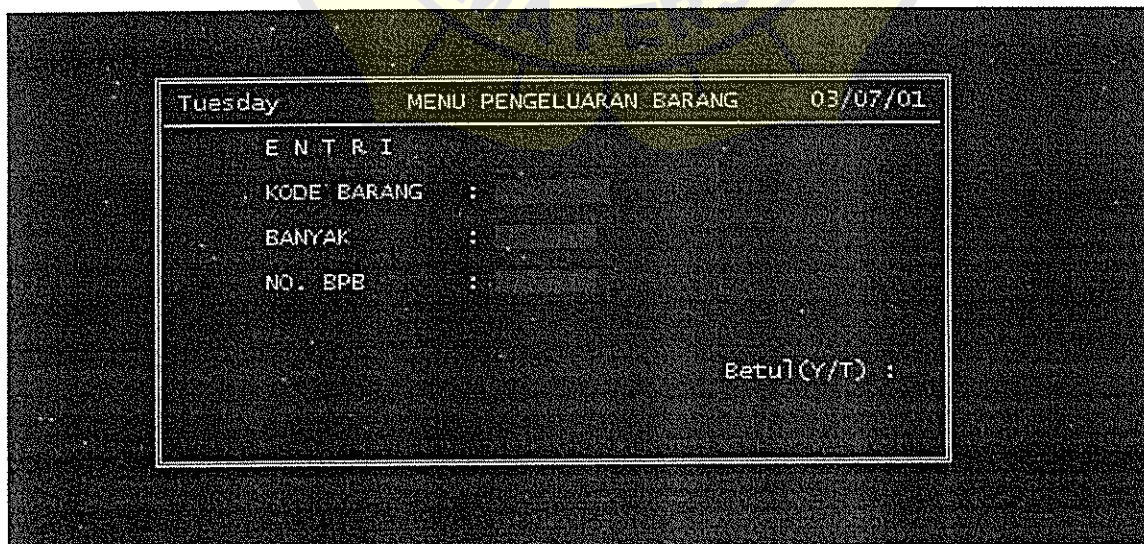 Tuesday MENU PENGELUARAN BARANG 03/07/01
E N T R I
KODE BARANG :
BANYAK :
NO. BPB :
Betul(Y/T) :